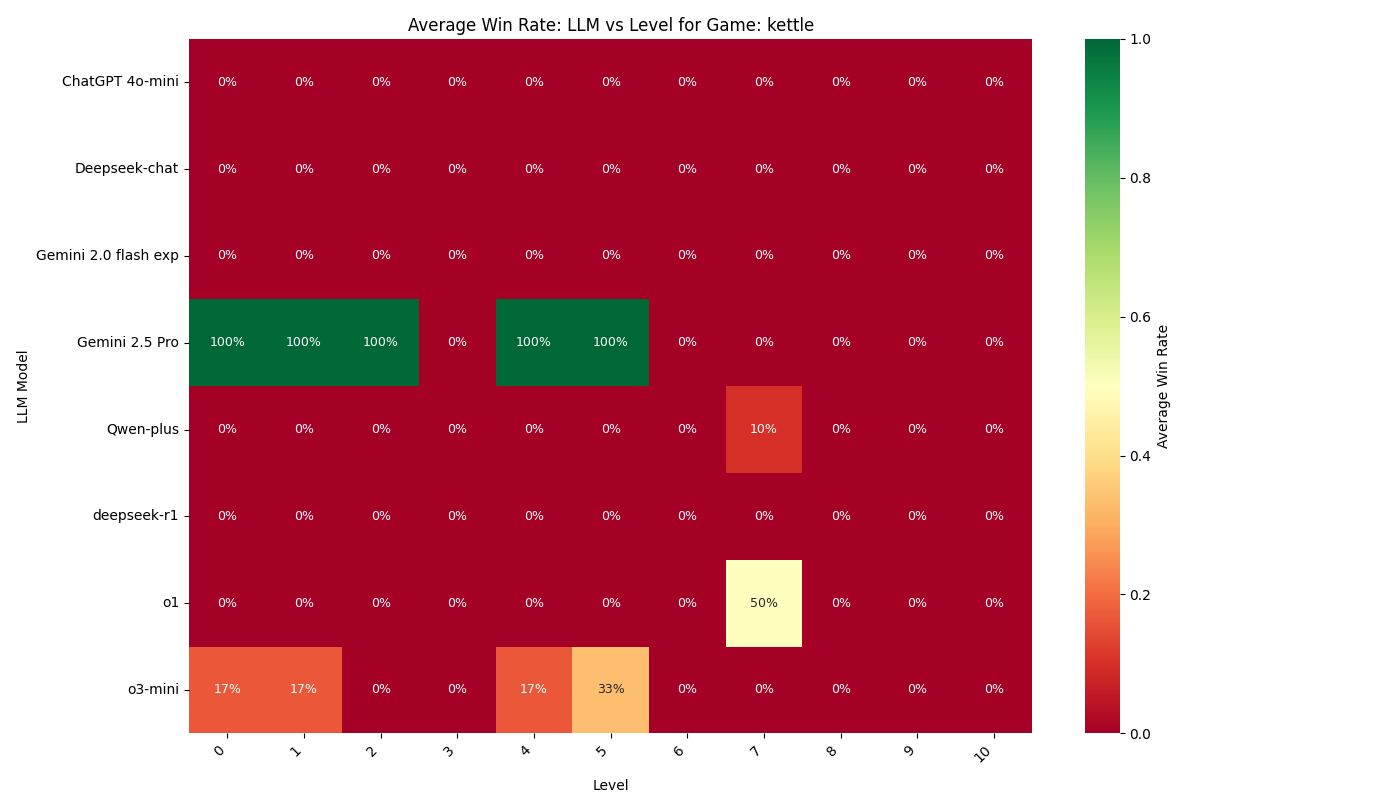 Average Win Rate: LLM vs Level for Game: kettle
ChatGPT 4o-mini 0% 0% 0% 0% 0% 0% 0% 0% 0% 0% 0%
Deepseek-chat 0% 0% 0% 0% 0% 0% 0% 0% 0% 0% 0%
Gemini 2.0 flash exp 0% 0% 0% 0% 0% 0% 0% 0% 0% 0% 0%
Gemini 2.5 Pro 100% 100% 100% 0% 100% 100% 0% 0% 0% 0% 0%
Qwen-plus 0% 0% 0% 0% 0% 0% 0% 10% 0% 0% 0%
deepseek-r1 0% 0% 0% 0% 0% 0% 0% 0% 0% 0% 0%
o1 0% 0% 0% 0% 0% 0% 0% 50% 0% 0% 0%
o3-mini 17% 17% 0% 0% 17% 33% 0% 0% 0% 0% 0%
0 1 2 3 4 5 6 7 8 9 10
Level
LLM Model
1.0
0.8
0.6
0.4
0.2
0.0
Average Win Rate